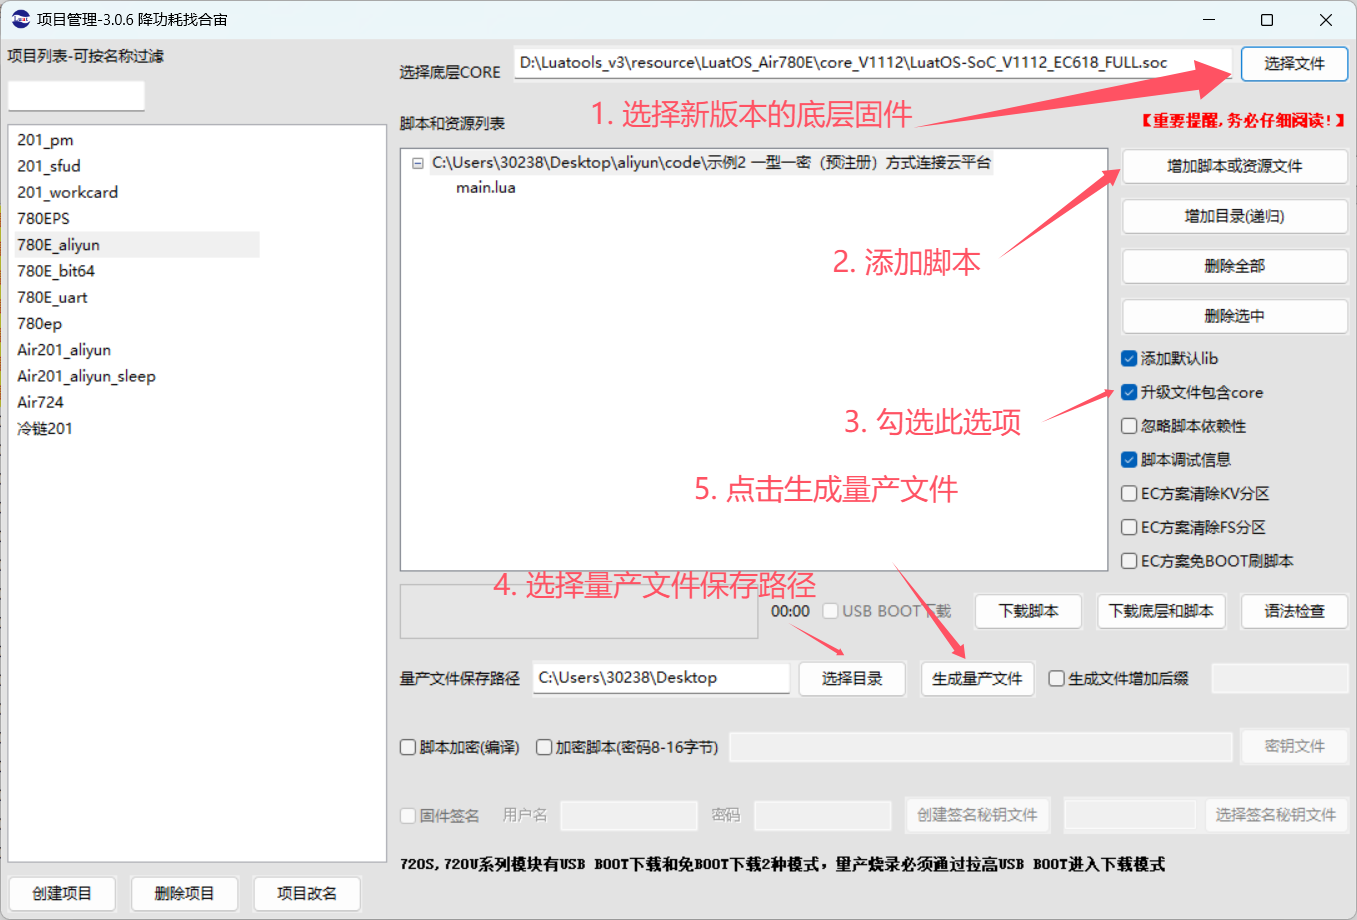 Luat 项目管理-3.0.6 降功耗找合宙
项目列表-可按名称过滤
201_pm
201_sfud
201_workcard
780EPS
780E_aliyun
780E_bit64
780E_uart
780ep
Air201_aliyun
Air201_aliyun_sleep
Air724
冷链201
创建项目 删除项目 项目改名
选择底层CORE D:\Luatools_v3\resource\LuatOS_Air780E\core_V1112\LuatOS-SoC_V1112_EC618_FULL.soc 选择文件
1. 选择新版本的底层固件
【重要提醒,务必仔细阅读!】
脚本和资源列表
C:\Users\30238\Desktop\aliyun\code\示例2 一型一密（预注册）方式连接云平台
main.lua
增加脚本或资源文件
增加目录(递归)
2. 添加脚本
删除全部
删除选中
添加默认lib
升级文件包含core
3. 勾选此选项
忽略脚本依赖性
脚本调试信息
5. 点击生成量产文件
EC方案清除KV分区
EC方案清除FS分区
EC方案免BOOT刷脚本
4. 选择量产文件保存路径
00:00 USB BOOT下载 下载脚本 下载底层和脚本 语法检查
量产文件保存路径 C:\Users\30238\Desktop 选择目录 生成量产文件 生成文件增加后缀
脚本加密(编译) 加密脚本(密码8-16字节) 密钥文件
固件签名 用户名 密码 创建签名秘钥文件 选择签名秘钥文件
720S,720U系列模块有USB BOOT下载和免BOOT下载2种模式，量产烧录必须通过拉高USB BOOT进入下载模式